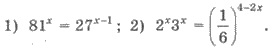 1) 81^x = 27^{x-1}; 2) 2^x 3^x = (1/6)^{4-2x}.